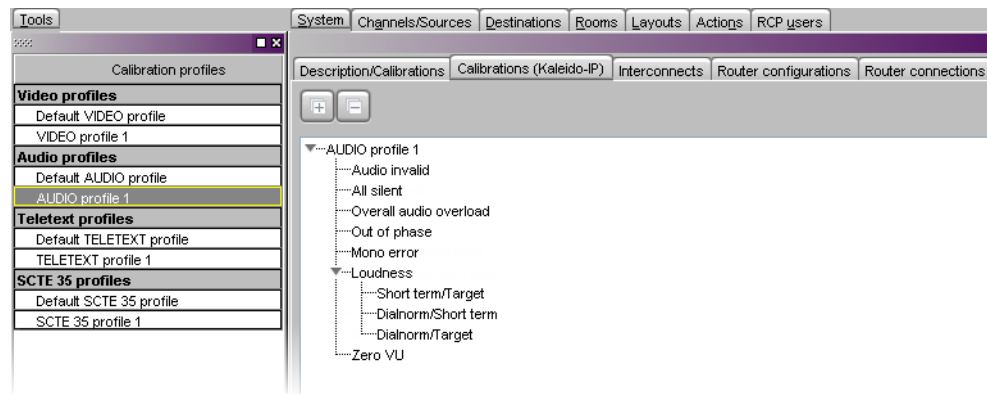 Tools
System Channels/Sources Destinations Rooms Layouts Actions RCP users
Calibration profiles
Video profiles
Default VIDEO profile
VIDEO profile 1
Audio profiles
Default AUDIO profile
AUDIO profile 1
Teletext profiles
Default TELETEXT profile
TELETEXT profile 1
SCTE 35 profiles
Default SCTE 35 profile
SCTE 35 profile 1
Description/Calibrations Calibrations (Kaleido-IP) Interconnects Router configurations Router connections
AUDIO profile 1
Audio invalid
All silent
Overall audio overload
Out of phase
Mono error
Loudness
Short term/Target
Dialnorm/Short term
Dialnorm/Target
Zero VU